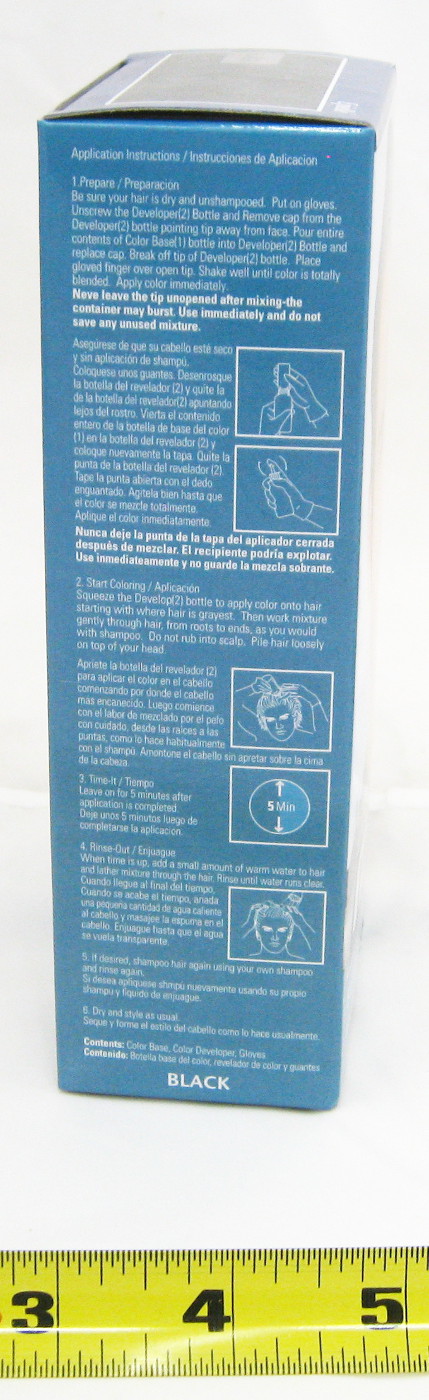 Application Instructions / Instrucciones de Aplicacion
1.Prepare / Preparación
Be sure your hair is dry and unshampooed. Put on gloves.
Unscrew the Developer(2) Bottle and Remove cap from the
Developer(2) bottle pointing tip away from face. Pour entire
contents of Color Base(1) bottle into Developer(2) Bottle and
replace cap. Break off tip of Developer(2) bottle. Place
gloved finger over open tip. Shake well until color is totally
blended. Apply color immediately.
Never leave the tip unopened after mixing-the
container may burst. Use immediately and do not
save any unused mixture.
Asegúrese de que su cabello esté seco
y sin aplicación de shampú.
Colóquese unos guantes. Desenrosque
la botella del revelador (2) y quite la
de la botella del revelador(2) apuntando
lejos del rostro. Vierta el contenido
entero de la botella de base del color
(1) en la botella del revelador (2) y
coloque nuevamente la tapa. Quite la
punta de la botella del revelador (2).
Tape la punta abierta con el dedo
enguantado. Agitela bien hasta que
el color se mezcle totalmente.
Aplique el color inmediatamente.
Nunca deje la punta de la tapa del aplicador cerrada
después de mezclar. El recipiente podría explotar.
Use inmediateamente y no guarde la mezcla sobrante.
2. Start Coloring / Aplicación
Squeeze the Develop(2) bottle to apply color onto hair
starting with where hair is grayest. Then work mixture
gently through hair, from roots to ends, as you would
with shampoo. Do not rub into scalp. Pile hair loosely
on top of your head.
Apriete la botella del revelador (2)
para aplicar el color en el cabello
comenzando por donde el cabello
más encanecido. Luego comience
con el labor de mezclado por el pelo
con cuidado, desde las raíces a las
puntas, como lo hace habitualmente
con el shampú. Amontone el cabello sin apretar sobre la cima
de la cabeza.
3. Time-It / Tiempo
Leave on for 5 minutes after
application is completed.
Deje unos 5 minutos luego de
completarse la aplicación.
5 Min
4. Rinse-Out / Enjuague
When time is up, add a small amount of warm water to hair
and lather mixture through the hair. Rinse until water runs clear.
Cuando llegue al final del tiempo,
Cuando se acabe el tiempo, añada
una pequeña cantidad de agua caliente
al cabello y masajee la espuma en el
cabello. Enjuague hasta que el agua
se vuela transparente.
5. If desired, shampoo hair again using your own shampoo
and rinse again.
Si desea apliquese shmpú nuevamente usando su propio
shampú y fíquido de enjuague.
6. Dry and style as usual.
Seque y forme el estilo del cabello como lo hace usualmente.
Contents: Color Base, Color Developer, Gloves
Contenido: Botella base del color, revelador de color y guantes
BLACK
3 4 5